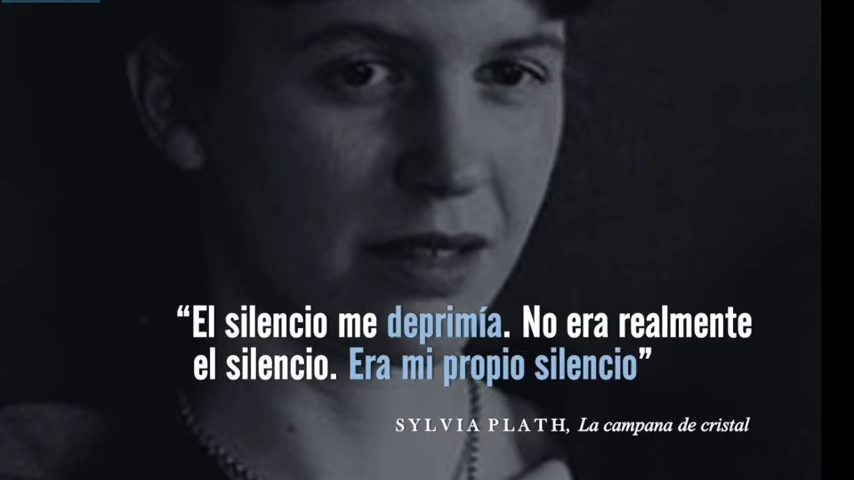 “El silencio me deprimía. No era realmente
el silencio. Era mi propio silencio”
SYLVIA PLATH, La campana de cristal